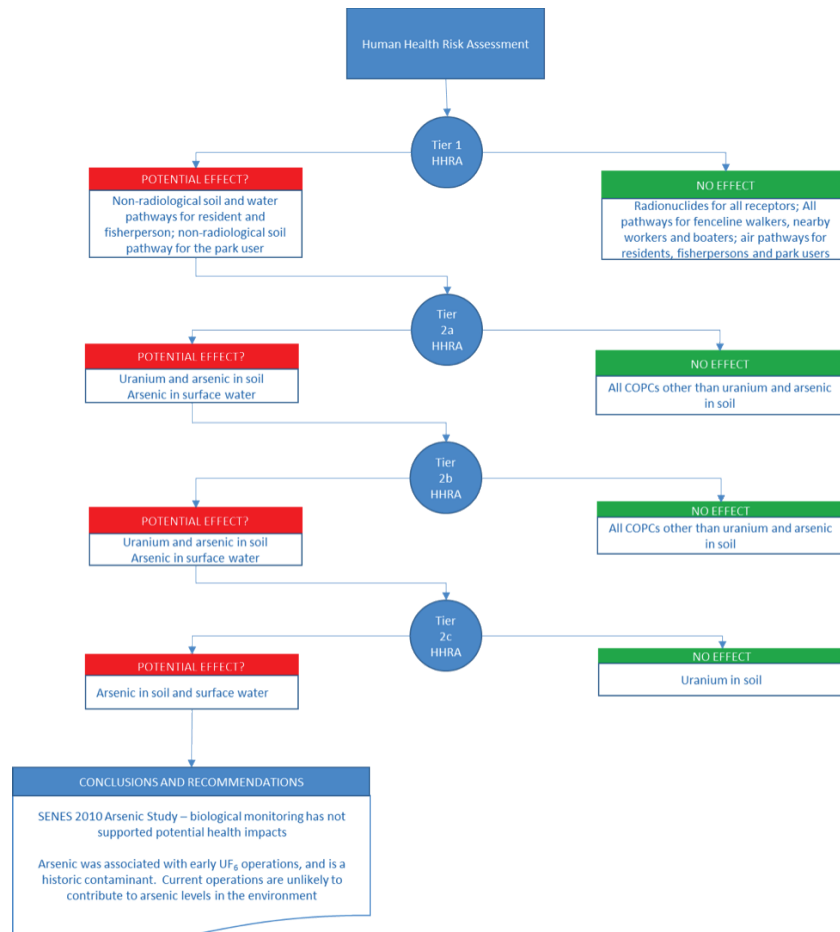 Human Health Risk Assessment
Tier
1
HHRA
POTENTIAL EFFECT?
Non-radiological soil and water
pathways for resident and
fisherperson; non-radiological soil
pathway for the park user
NO EFFECT
Radionuclides for all receptors; All
pathways for fenceline walkers, nearby
workers and boaters; air pathways for
residents, fisherpersons and park users
Tier
2a
HHRA
POTENTIAL EFFECT?
Uranium and arsenic in soil
Arsenic in surface water
NO EFFECT
All COPCs other than uranium and arsenic
in soil
Tier
2b
HHRA
POTENTIAL EFFECT?
Uranium and arsenic in soil
Arsenic in surface water
NO EFFECT
All COPCs other than uranium and arsenic
in soil
Tier
2c
HHRA
POTENTIAL EFFECT?
Arsenic in soil and surface water
NO EFFECT
Uranium in soil
CONCLUSIONS AND RECOMMENDATIONS
SENES 2010 Arsenic Study – biological monitoring has not
supported potential health impacts
Arsenic was associated with early UF₆ operations, and is a
historic contaminant. Current operations are unlikely to
contribute to arsenic levels in the environment